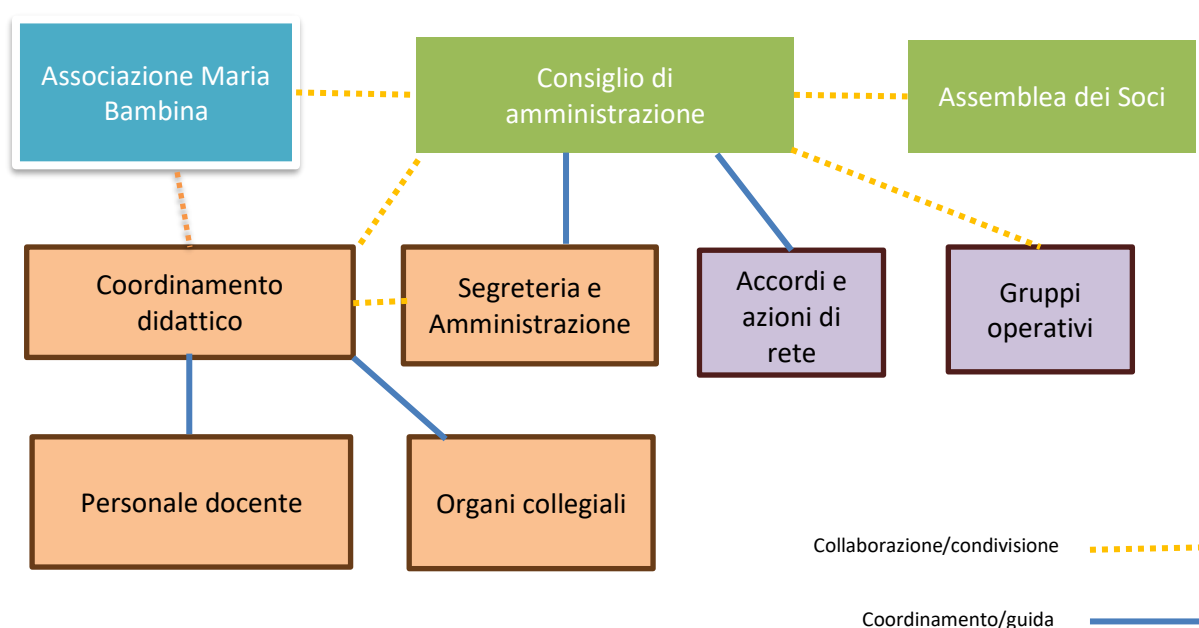 Associazione Maria
Bambina
Consiglio di
amministrazione
Assemblea dei Soci
Coordinamento
didattico
Segreteria e
Amministrazione
Accordi e
azioni di
rete
Gruppi
operativi
Personale docente
Organi collegiali
Collaborazione/condivisione
Coordinamento/guida